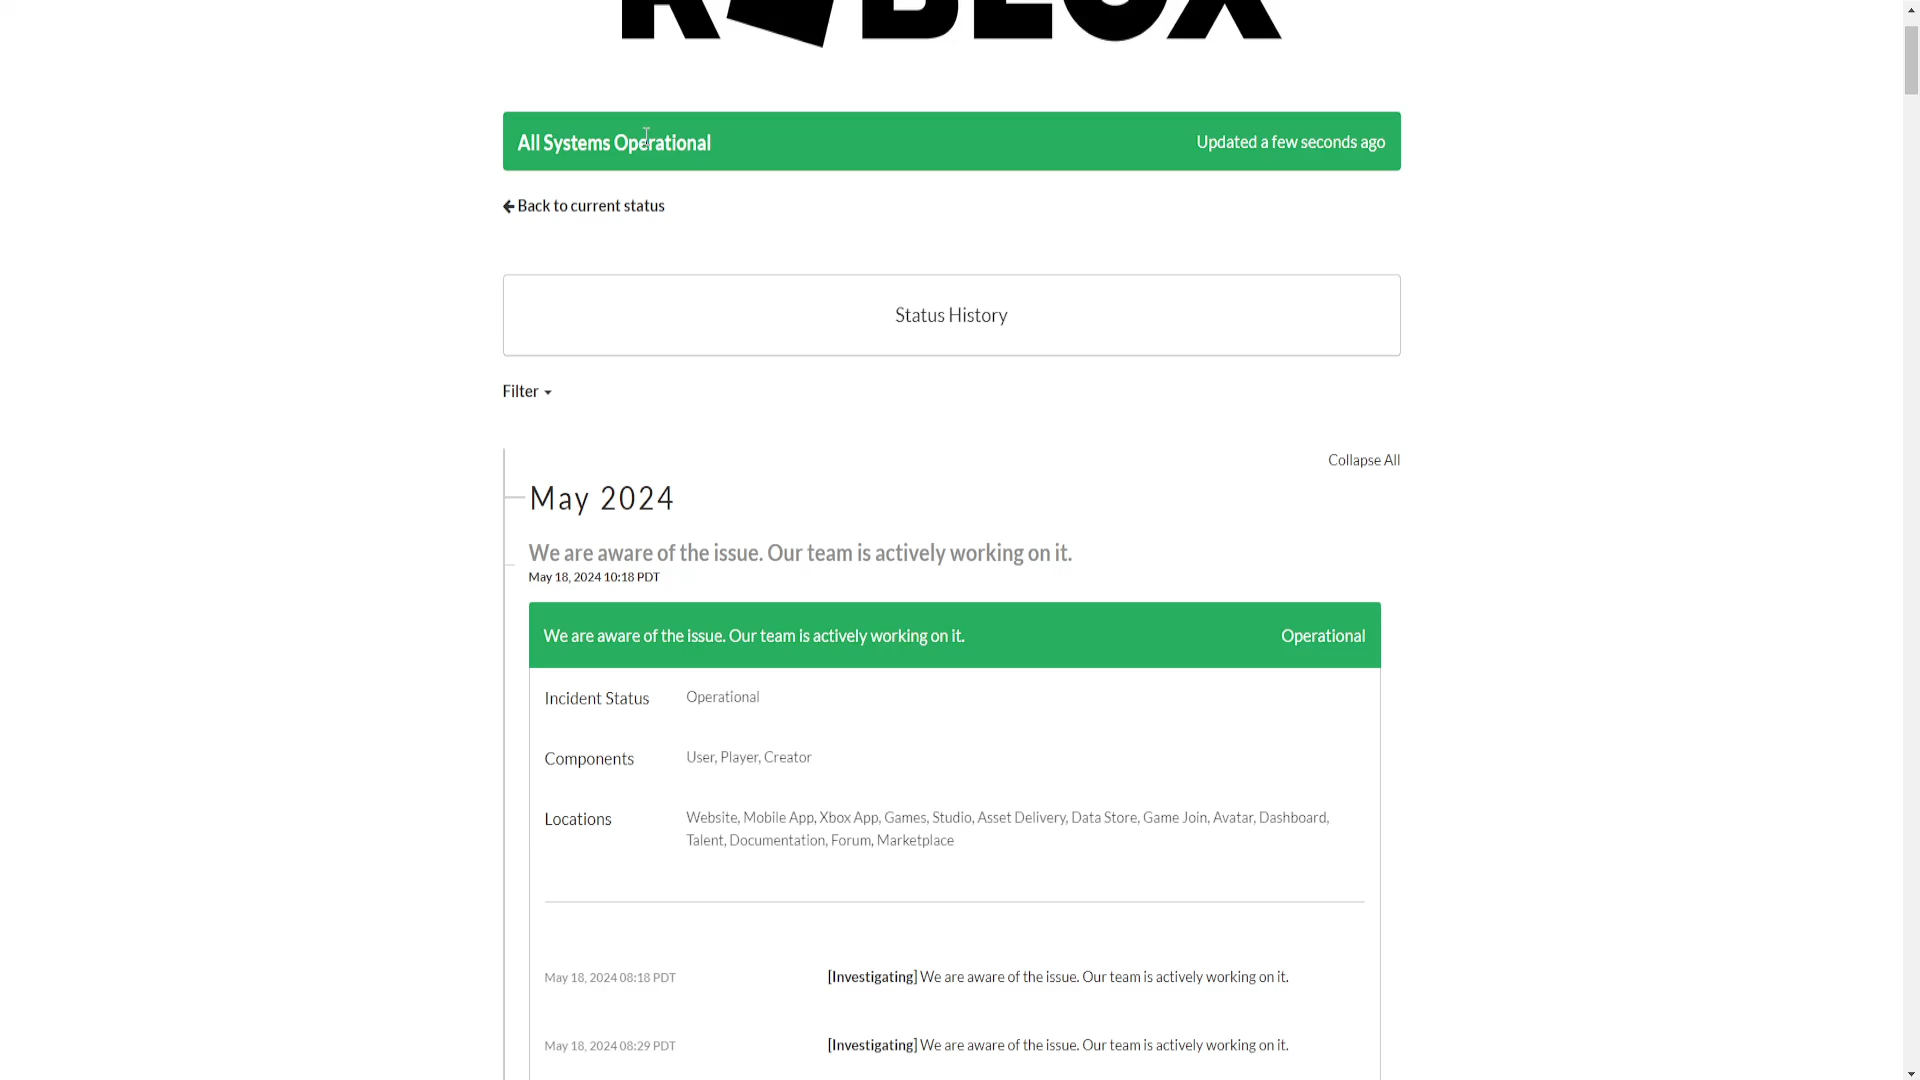 ROBLOX
All Systems Operational
Updated a few seconds ago
Back to current status
Status History
Filter
Collapse All
May 2024
We are aware of the issue. Our team is actively working on it.
May 18, 2024 10:18 PDT
We are aware of the issue. Our team is actively working on it.
Operational
Incident Status
Operational
Components
User, Player, Creator
Locations
Website, Mobile App, Xbox App, Games, Studio, Asset Delivery, Data Store, Game Join, Avatar, Dashboard,
Talent, Documentation, Forum, Marketplace
May 18, 2024 08:18 PDT
[Investigating] We are aware of the issue. Our team is actively working on it.
May 18, 2024 08:29 PDT
[Investigating] We are aware of the issue. Our team is actively working on it.